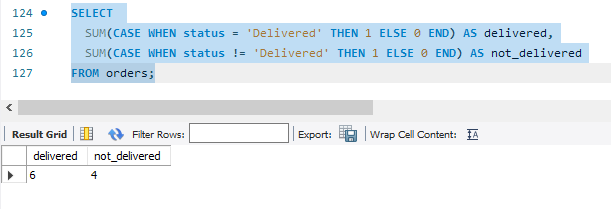 124 SELECT
125 SUM(CASE WHEN status = 'Delivered' THEN 1 ELSE 0 END) AS delivered,
126 SUM(CASE WHEN status != 'Delivered' THEN 1 ELSE 0 END) AS not_delivered
127 FROM orders;
Result Grid Filter Rows: Export: Wrap Cell Content:
delivered not_delivered
6 4